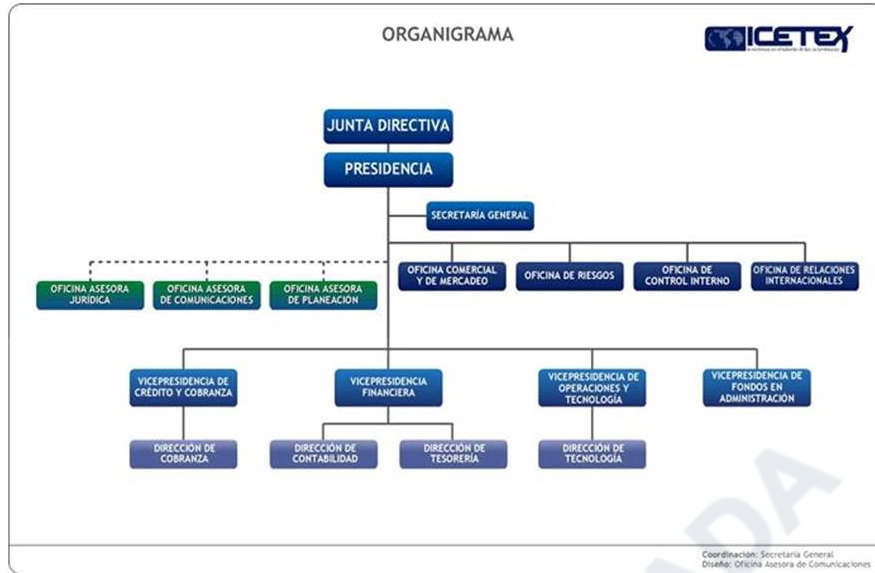 ORGANIGRAMA
ICETEX
JUNTA DIRECTIVA
PRESIDENCIA
SECRETARÍA GENERAL
OFICINA ASESORA
JURÍDICA
OFICINA ASESORA
DE COMUNICACIONES
OFICINA ASESORA
DE PLANEACIÓN
OFICINA COMERCIAL
Y DE MERCADEO
OFICINA DE RIESGOS
OFICINA DE
CONTROL INTERNO
OFICINA DE RELACIONES
INTERNACIONALES
VICEPRESIDENCIA DE
CRÉDITO Y COBRANZA
VICEPRESIDENCIA
FINANCIERA
VICEPRESIDENCIA DE
OPERACIONES Y
TECNOLOGÍA
VICEPRESIDENCIA DE
FONDOS EN
ADMINISTRACIÓN
DIRECCIÓN DE
COBRANZA
DIRECCIÓN DE
CONTABILIDAD
DIRECCIÓN DE
TESORERÍA
DIRECCIÓN DE
TECNOLOGÍA
ADA
Coordinacion: Secretaria General
Diseño: Oficina Asesora de Comunicaciones